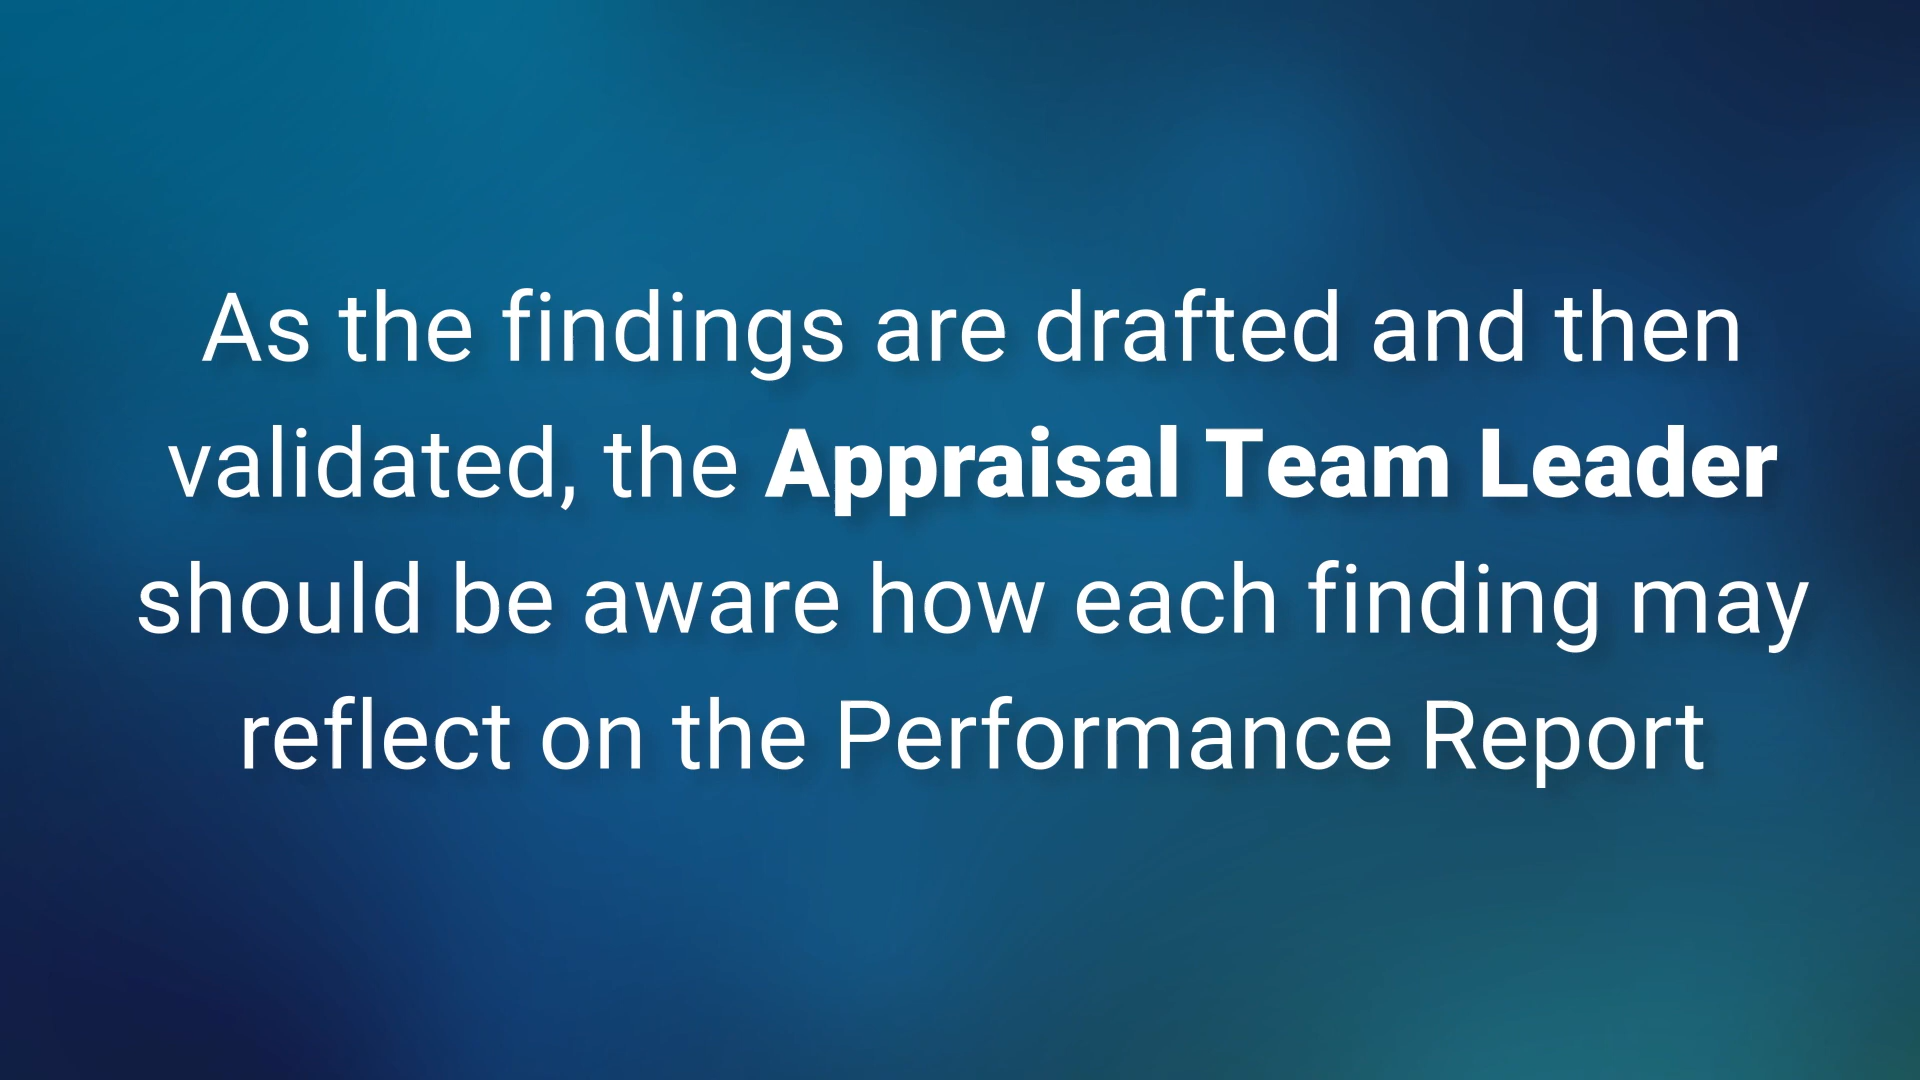 As the findings are drafted and then
validated, the Appraisal Team Leader
should be aware how each finding may
reflect on the Performance Report